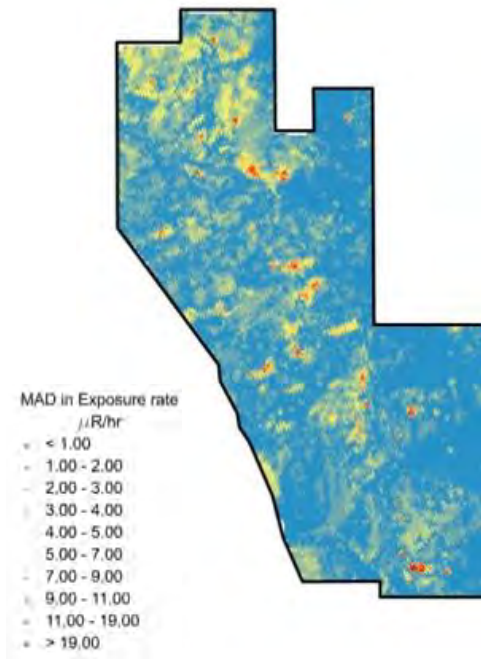 MAD in Exposure rate
μR/hr
< 1.00
1.00 - 2.00
2.00 - 3.00
3.00 - 4.00
4.00 - 5.00
5.00 - 7.00
7.00 - 9.00
9.00 - 11.00
11.00 - 19.00
> 19.00